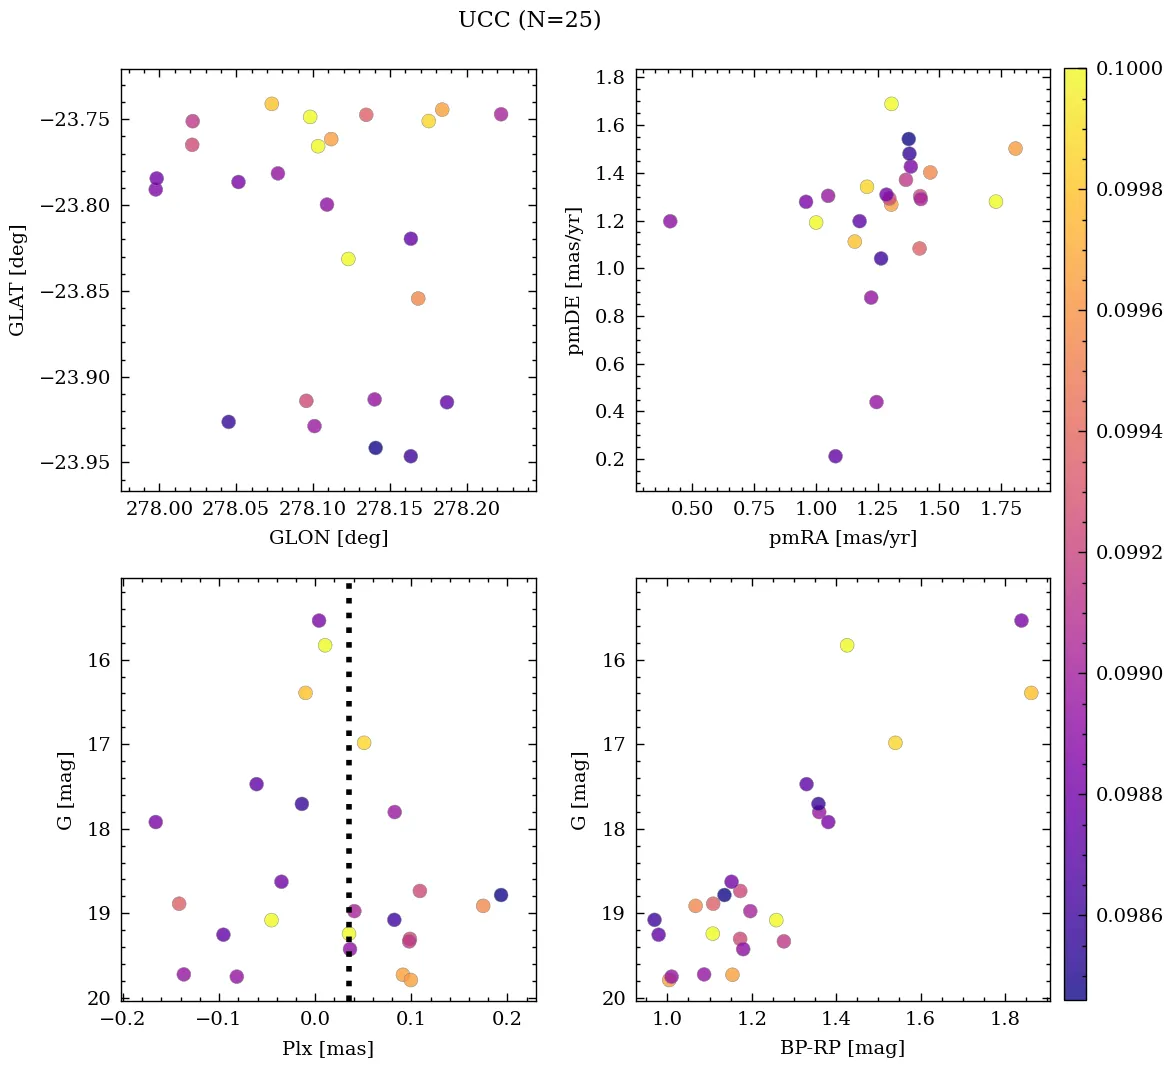 UCC (N=25)
−23.75
−23.80
−23.85
−23.90
−23.95
GLAT [deg]
278.00 278.05 278.10 278.15 278.20
GLON [deg]
1.8
1.6
1.4
1.2
1.0
0.8
0.6
0.4
0.2
pmDE [mas/yr]
0.50 0.75 1.00 1.25 1.50 1.75
pmRA [mas/yr]
16
17
18
19
20
G [mag]
−0.2 −0.1 0.0 0.1 0.2
Plx [mas]
16
17
18
19
20
G [mag]
1.0 1.2 1.4 1.6 1.8
BP-RP [mag]
0.1000
0.0998
0.0996
0.0994
0.0992
0.0990
0.0988
0.0986